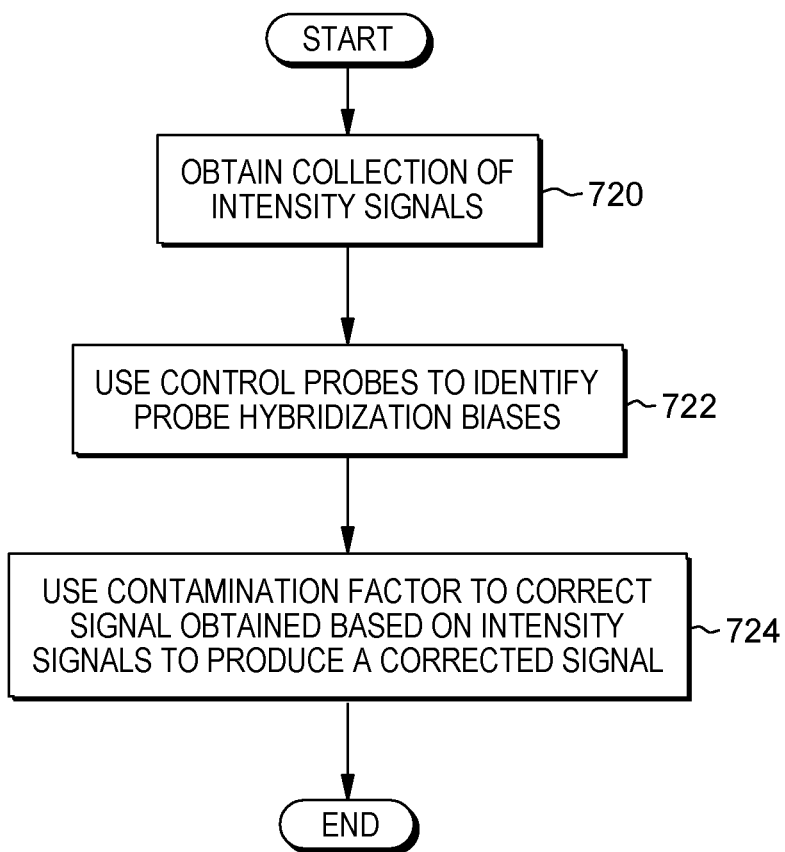 START
OBTAIN COLLECTION OF
INTENSITY SIGNALS
720
USE CONTROL PROBES TO IDENTIFY
PROBE HYBRIDIZATION BIASES
722
USE CONTAMINATION FACTOR TO CORRECT
SIGNAL OBTAINED BASED ON INTENSITY
SIGNALS TO PRODUCE A CORRECTED SIGNAL
724
END